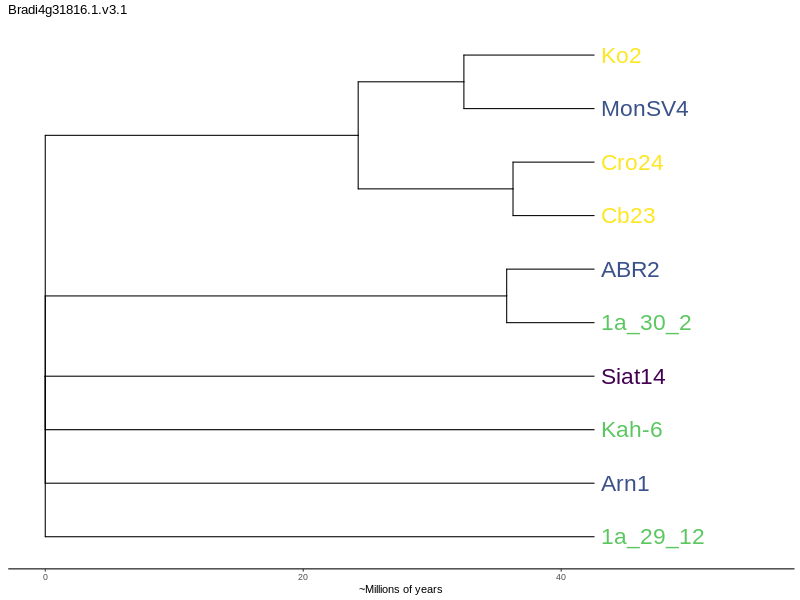 Bradi4g31816.1.v3.1
Ko2
MonSV4
Cro24
Cb23
ABR2
1a_30_2
Siat14
Kah-6
Arn1
1a_29_12
0 20 40
~Millions of years